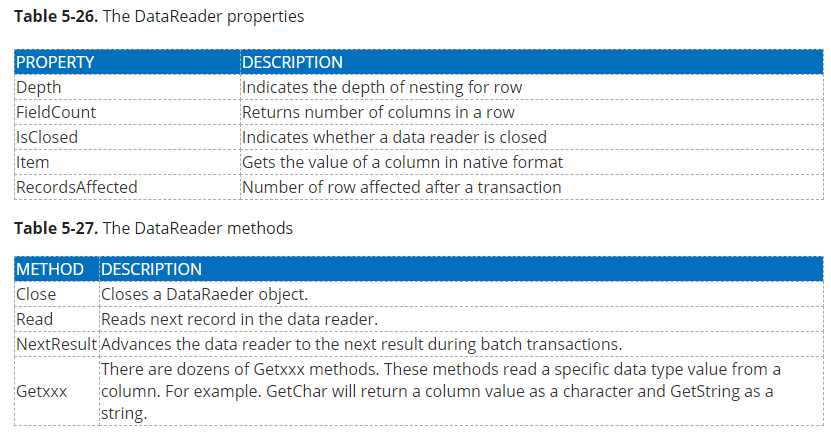 Table 5-26. The DataReader properties
PROPERTY DESCRIPTION
Depth Indicates the depth of nesting for row
FieldCount Returns number of columns in a row
IsClosed Indicates whether a data reader is closed
Item Gets the value of a column in native format
RecordsAffected Number of row affected after a transaction
Table 5-27. The DataReader methods
METHOD DESCRIPTION
Close Closes a DataRaeder object.
Read Reads next record in the data reader.
NextResult Advances the data reader to the next result during batch transactions.
There are dozens of Getxxx methods. These methods read a specific data type value from a
Getxxx column. For example. GetChar will return a column value as a character and GetString as a
string.